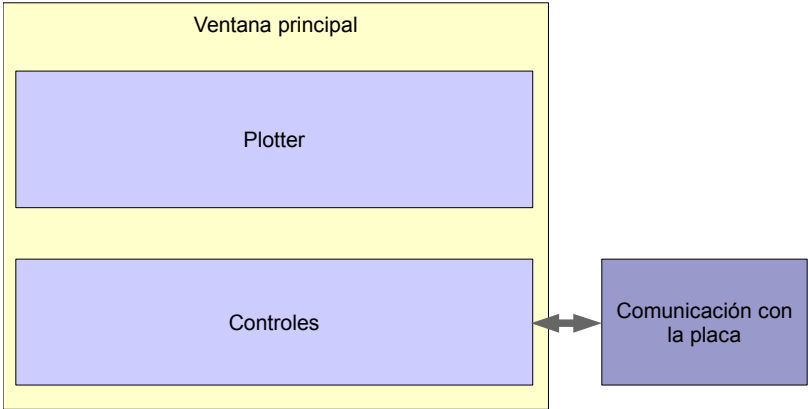 Ventana principal
Plotter
Controles
Comunicación con
la placa